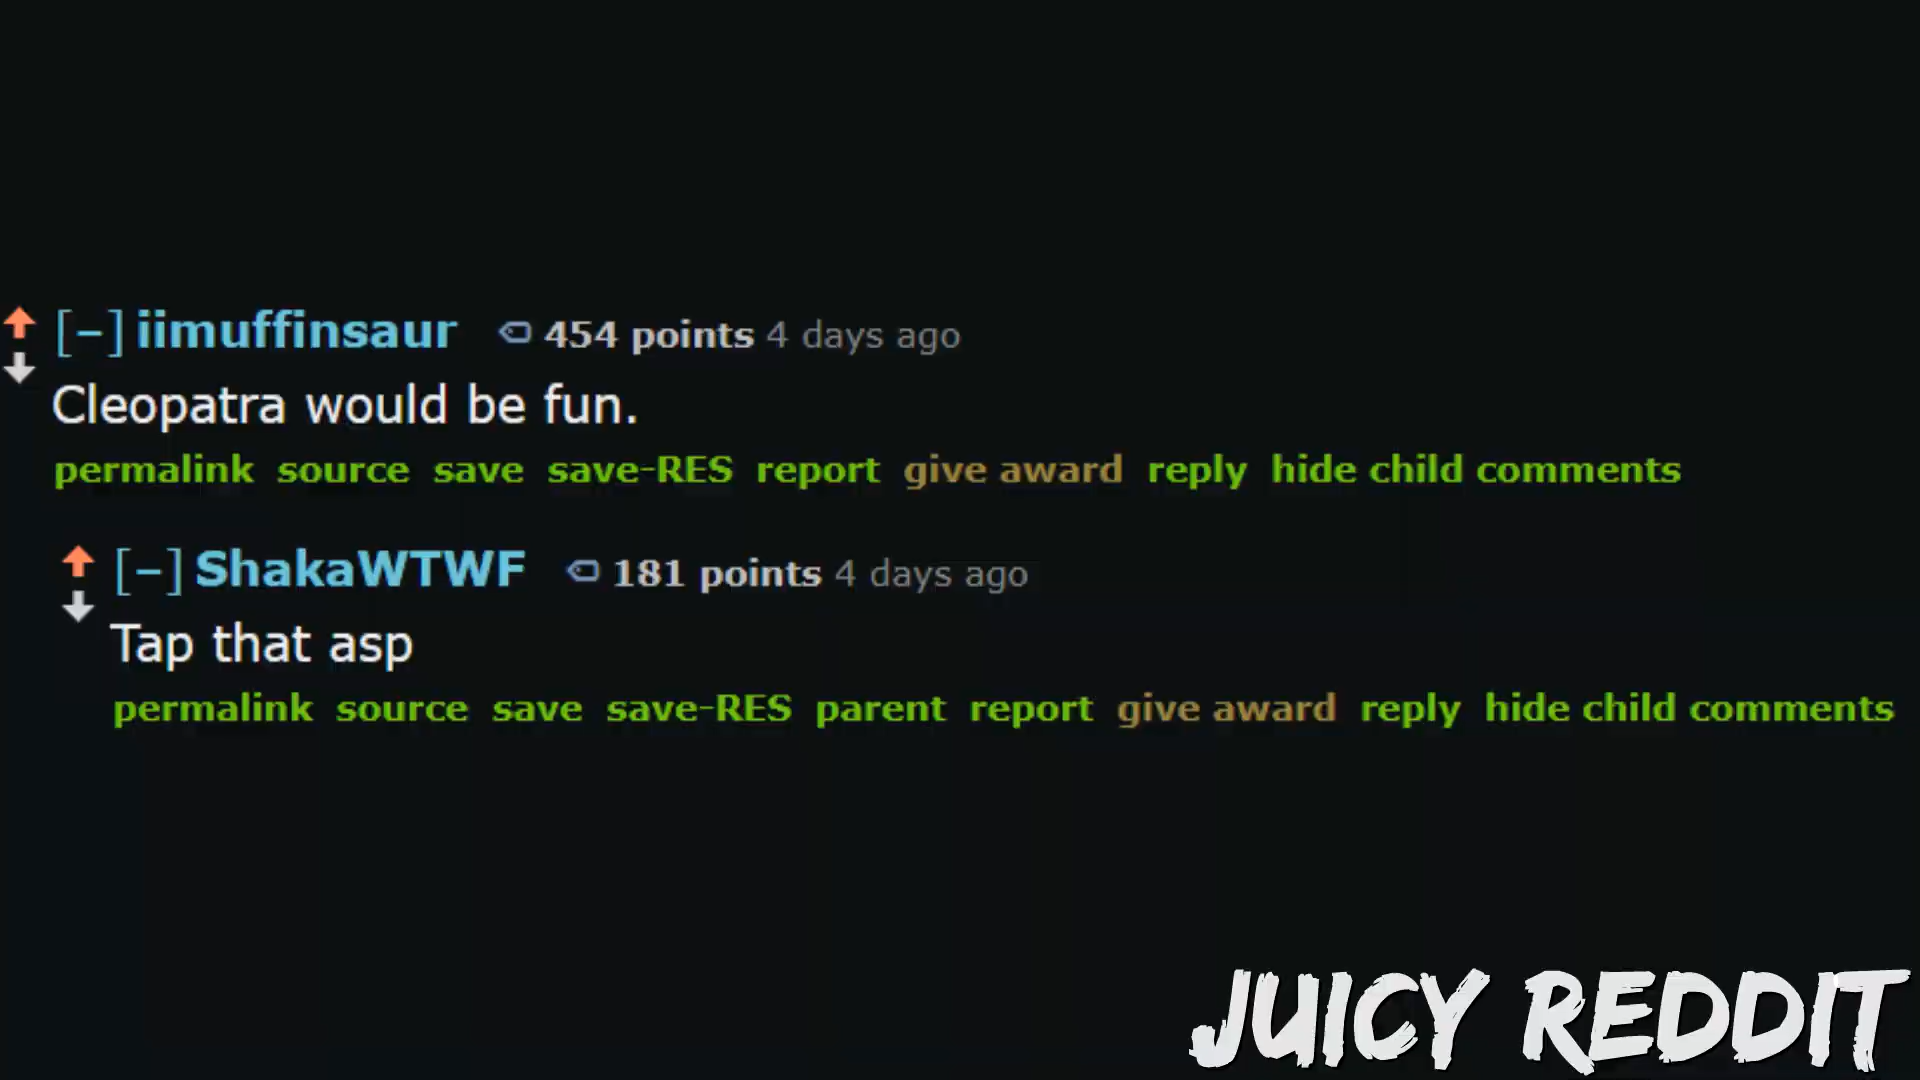 [–] iimuffinsaur 454 points 4 days ago
Cleopatra would be fun.
permalink source save save-RES report give award reply hide child comments
[–] ShakaWTWF 181 points 4 days ago
Tap that asp
permalink source save save-RES parent report give award reply hide child comments
JUICY REDDIT